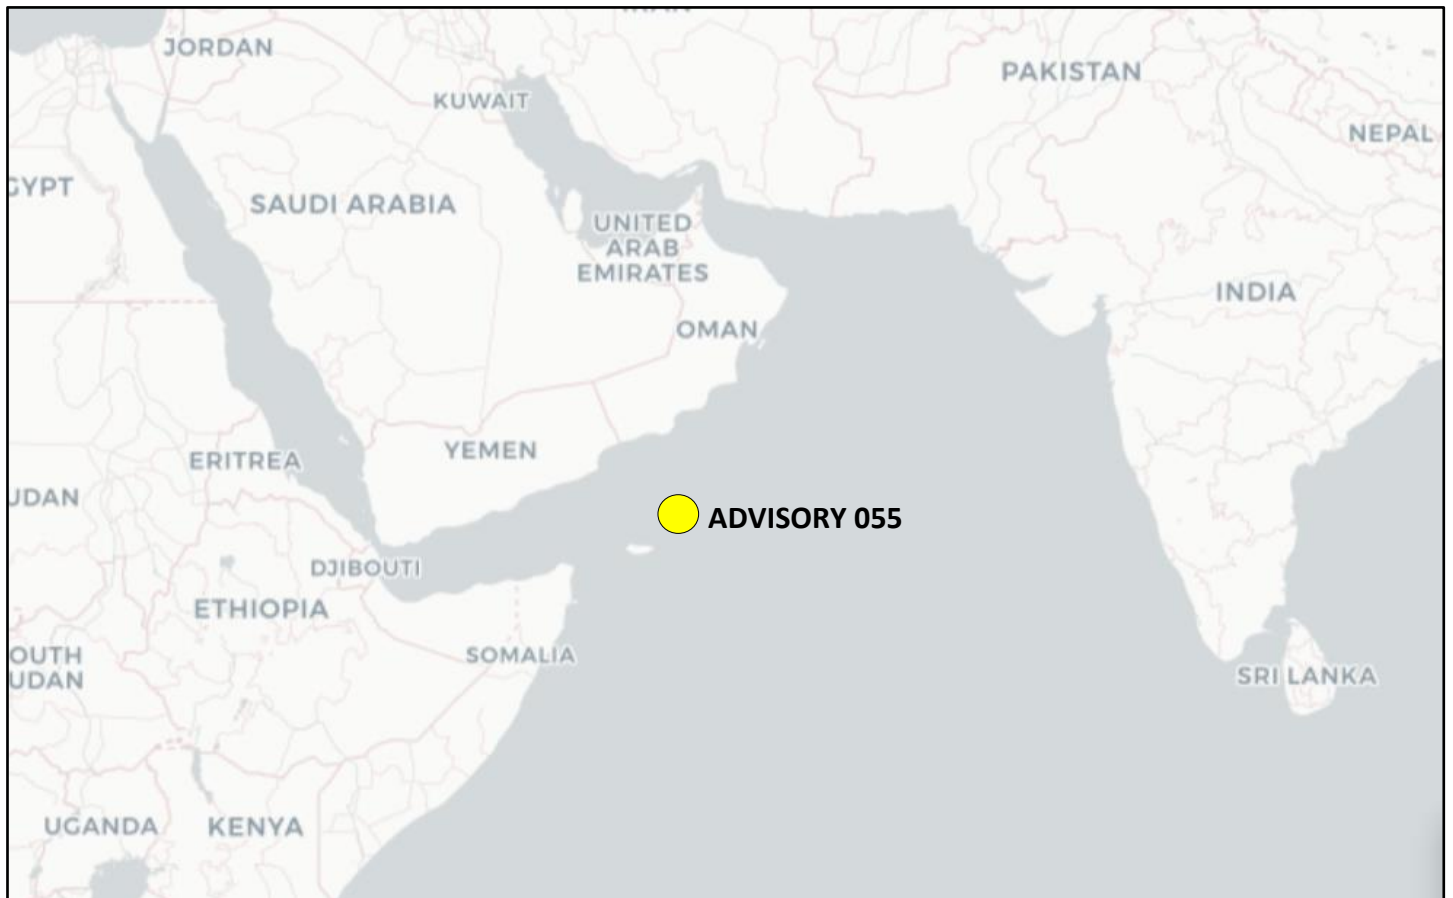 JORDAN
KUWAIT
PAKISTAN
NEPAL
GYPT
SAUDI ARABIA
UNITED
ARAB
EMIRATES
INDIA
OMAN
YEMEN
ERITREA
UDAN
ADVISORY 055
DJIBOUTI
ETHIOPIA
SOMALIA
OUTH
UDAN
SRI LANKA
UGANDA
KENYA